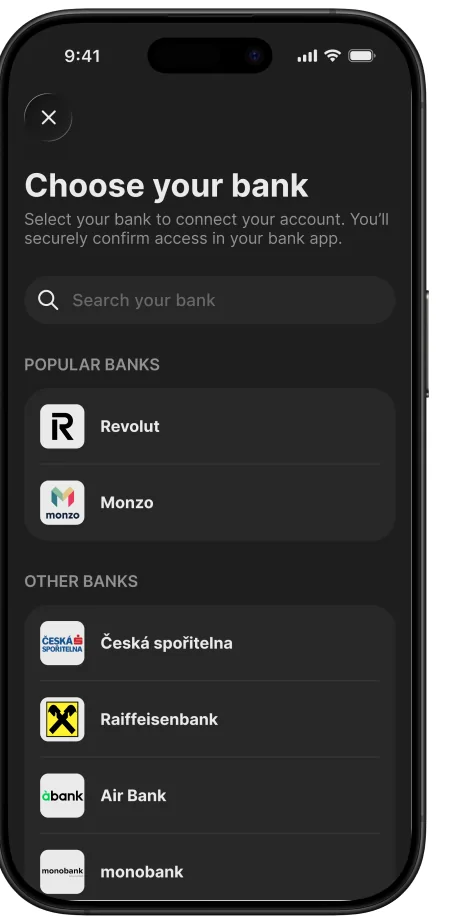 9:41
Choose your bank
Select your bank to connect your account. You'll
securely confirm access in your bank app.
Search your bank
POPULAR BANKS
R
Revolut
monzo
Monzo
OTHER BANKS
ČESKÁ
SPOŘITELNA
Česká spořitelna
Raiffeisenbank
àbank
Air Bank
monobank
monobank